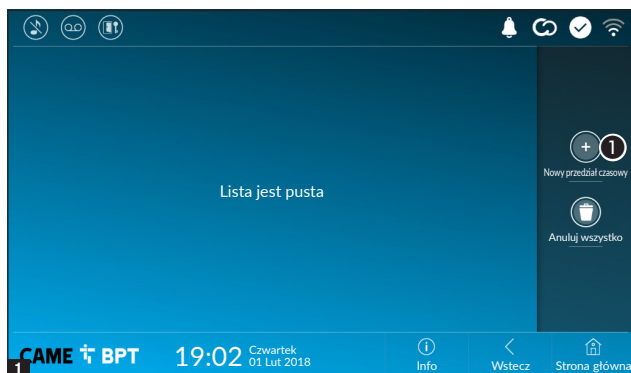 1
Nowy przedział czasowy
Lista jest pusta
Anuluj wszystko
CAME BPT
19:02
Czwartek
01 Lut 2018
Info
Wstecz
Strona główna
1